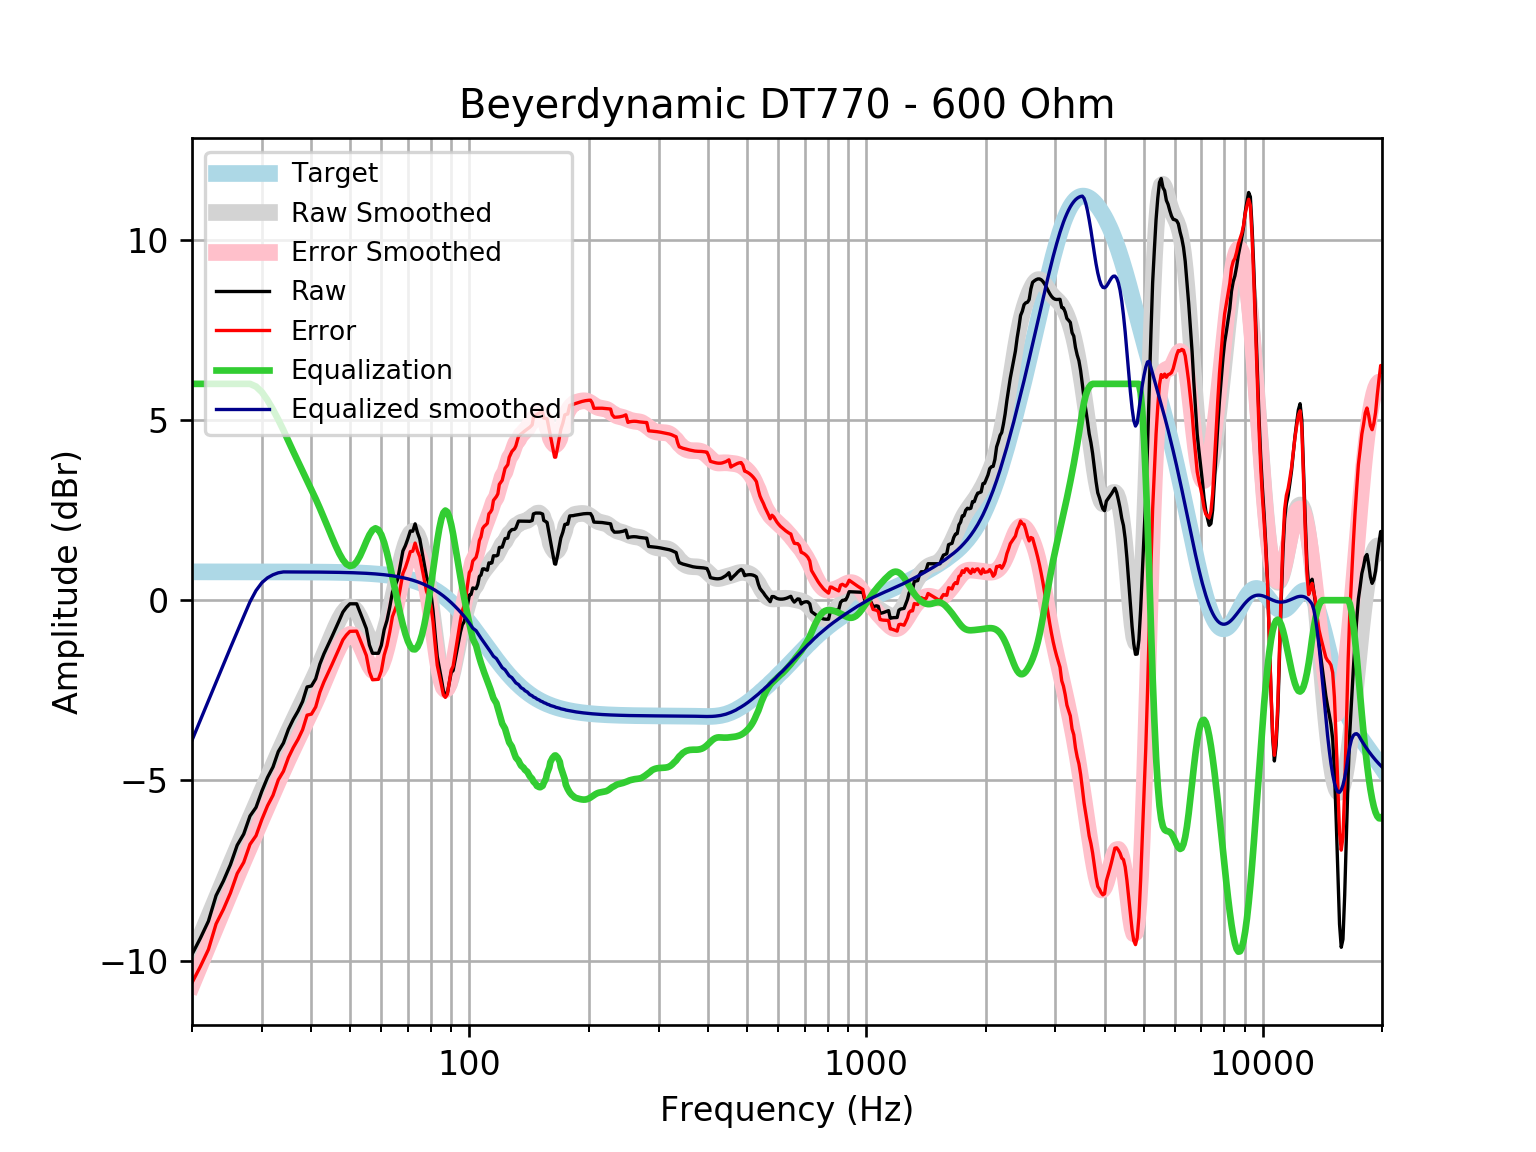 Beyerdynamic DT770 - 600 Ohm
Target
Raw Smoothed
Error Smoothed
Raw
Error
Equalization
Equalized smoothed
Amplitude (dBr)
10
5
0
−5
−10
100
1000
10000
Frequency (Hz)